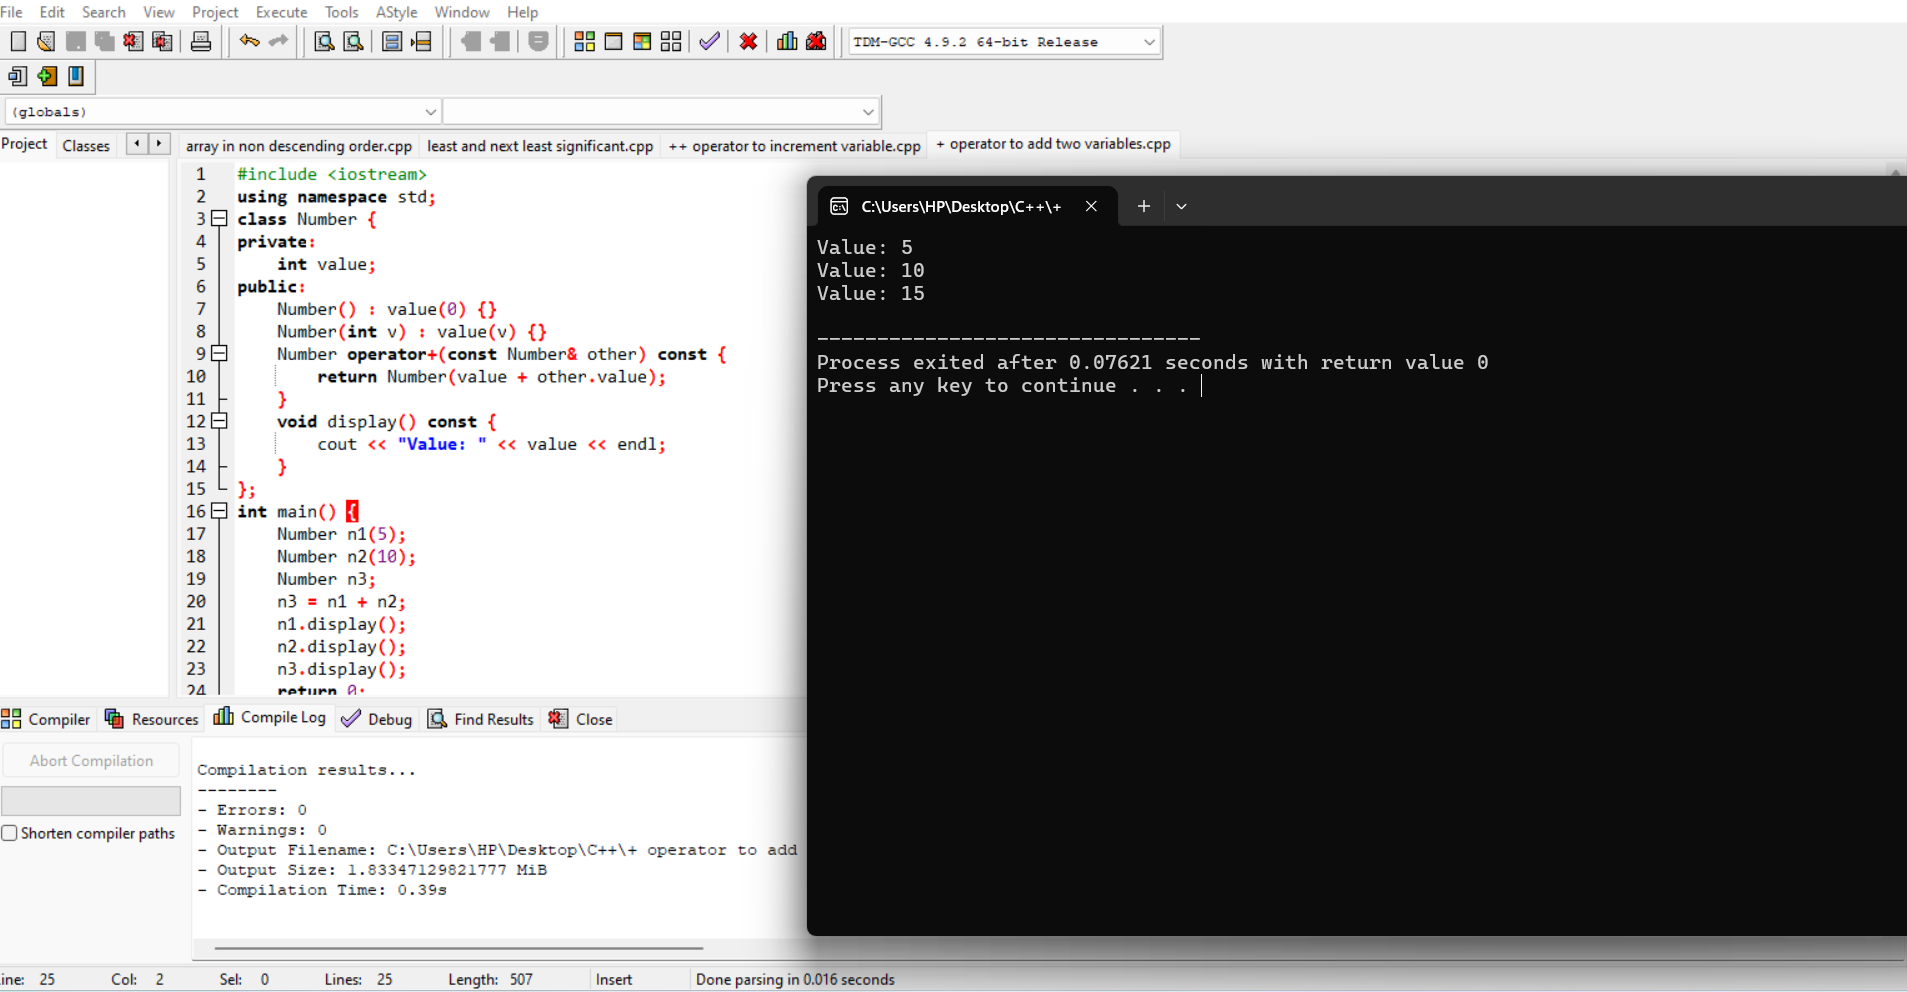 File Edit Search View Project Execute Tools AStyle Window Help
TDM-GCC 4.9.2 64-bit Release
(globals)
Project Classes
array in non descending order.cpp least and next least significant.cpp ++ operator to increment variable.cpp + operator to add two variables.cpp
1 #include <iostream>
2 using namespace std;
3 class Number {
4 private:
5 int value;
6 public:
7 Number() : value(0) {}
8 Number(int v) : value(v) {}
9 Number operator+(const Number& other) const {
10 return Number(value + other.value);
11 }
12 void display() const {
13 cout << "Value: " << value << endl;
14 }
15 };
16 int main() {
17 Number n1(5);
18 Number n2(10);
19 Number n3;
20 n3 = n1 + n2;
21 n1.display();
22 n2.display();
23 n3.display();
24 return 0;
C:\Users\HP\Desktop\C++\+
Value: 5
Value: 10
Value: 15
--------------------------------
Process exited after 0.07621 seconds with return value 0
Press any key to continue . . .
Compiler Resources Compile Log Debug Find Results Close
Abort Compilation
Shorten compiler paths
Compilation results...
--------
- Errors: 0
- Warnings: 0
- Output Filename: C:\Users\HP\Desktop\C++\+ operator to add
- Output Size: 1.83347129821777 MiB
- Compilation Time: 0.39s
ine: 25 Col: 2 Sel: 0 Lines: 25 Length: 507 Insert Done parsing in 0.016 seconds